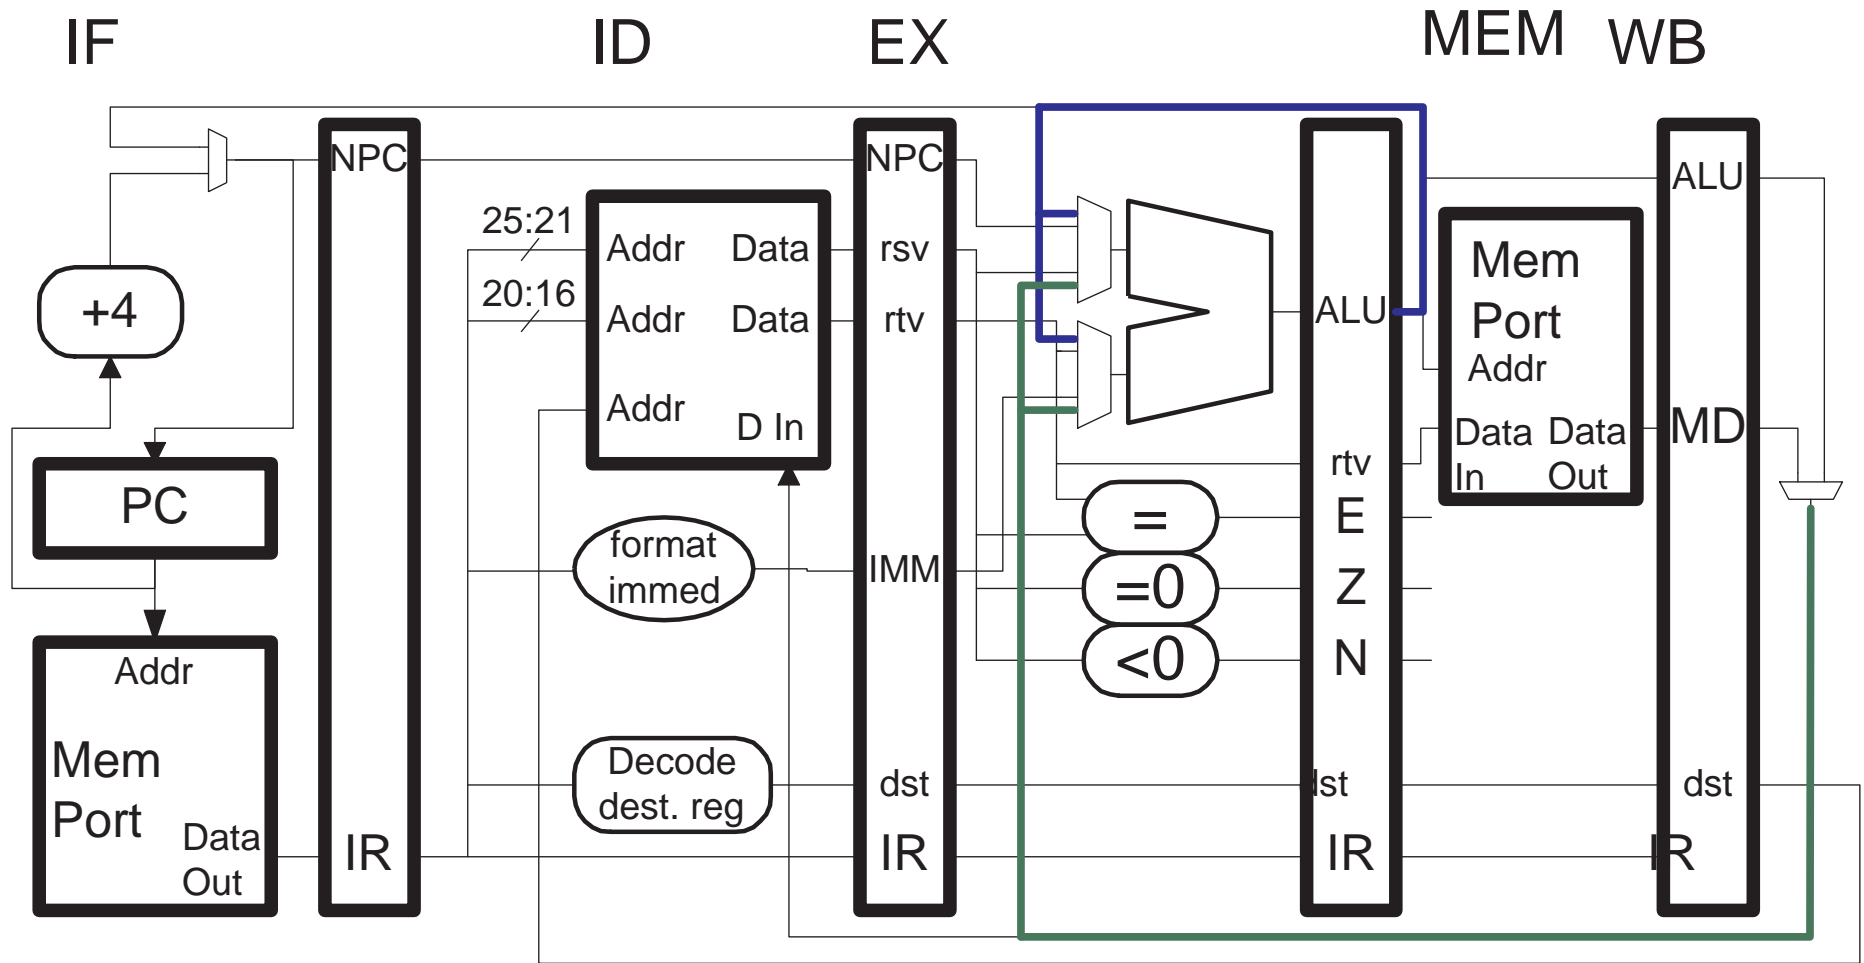 IF
ID
EX
MEM
WB
+4
PC
Addr
Mem
Port
Data
Out
NPC
IR
25:21
20:16
Addr
Data
Addr
Data
Addr
D In
format
immed
Decode
dest. reg
NPC
rsv
rtv
IMM
dst
IR
=
=0
<0
ALU
rtv
E
Z
N
dst
IR
Mem
Port
Addr
Data
In
Data
Out
ALU
MD
dst
IR